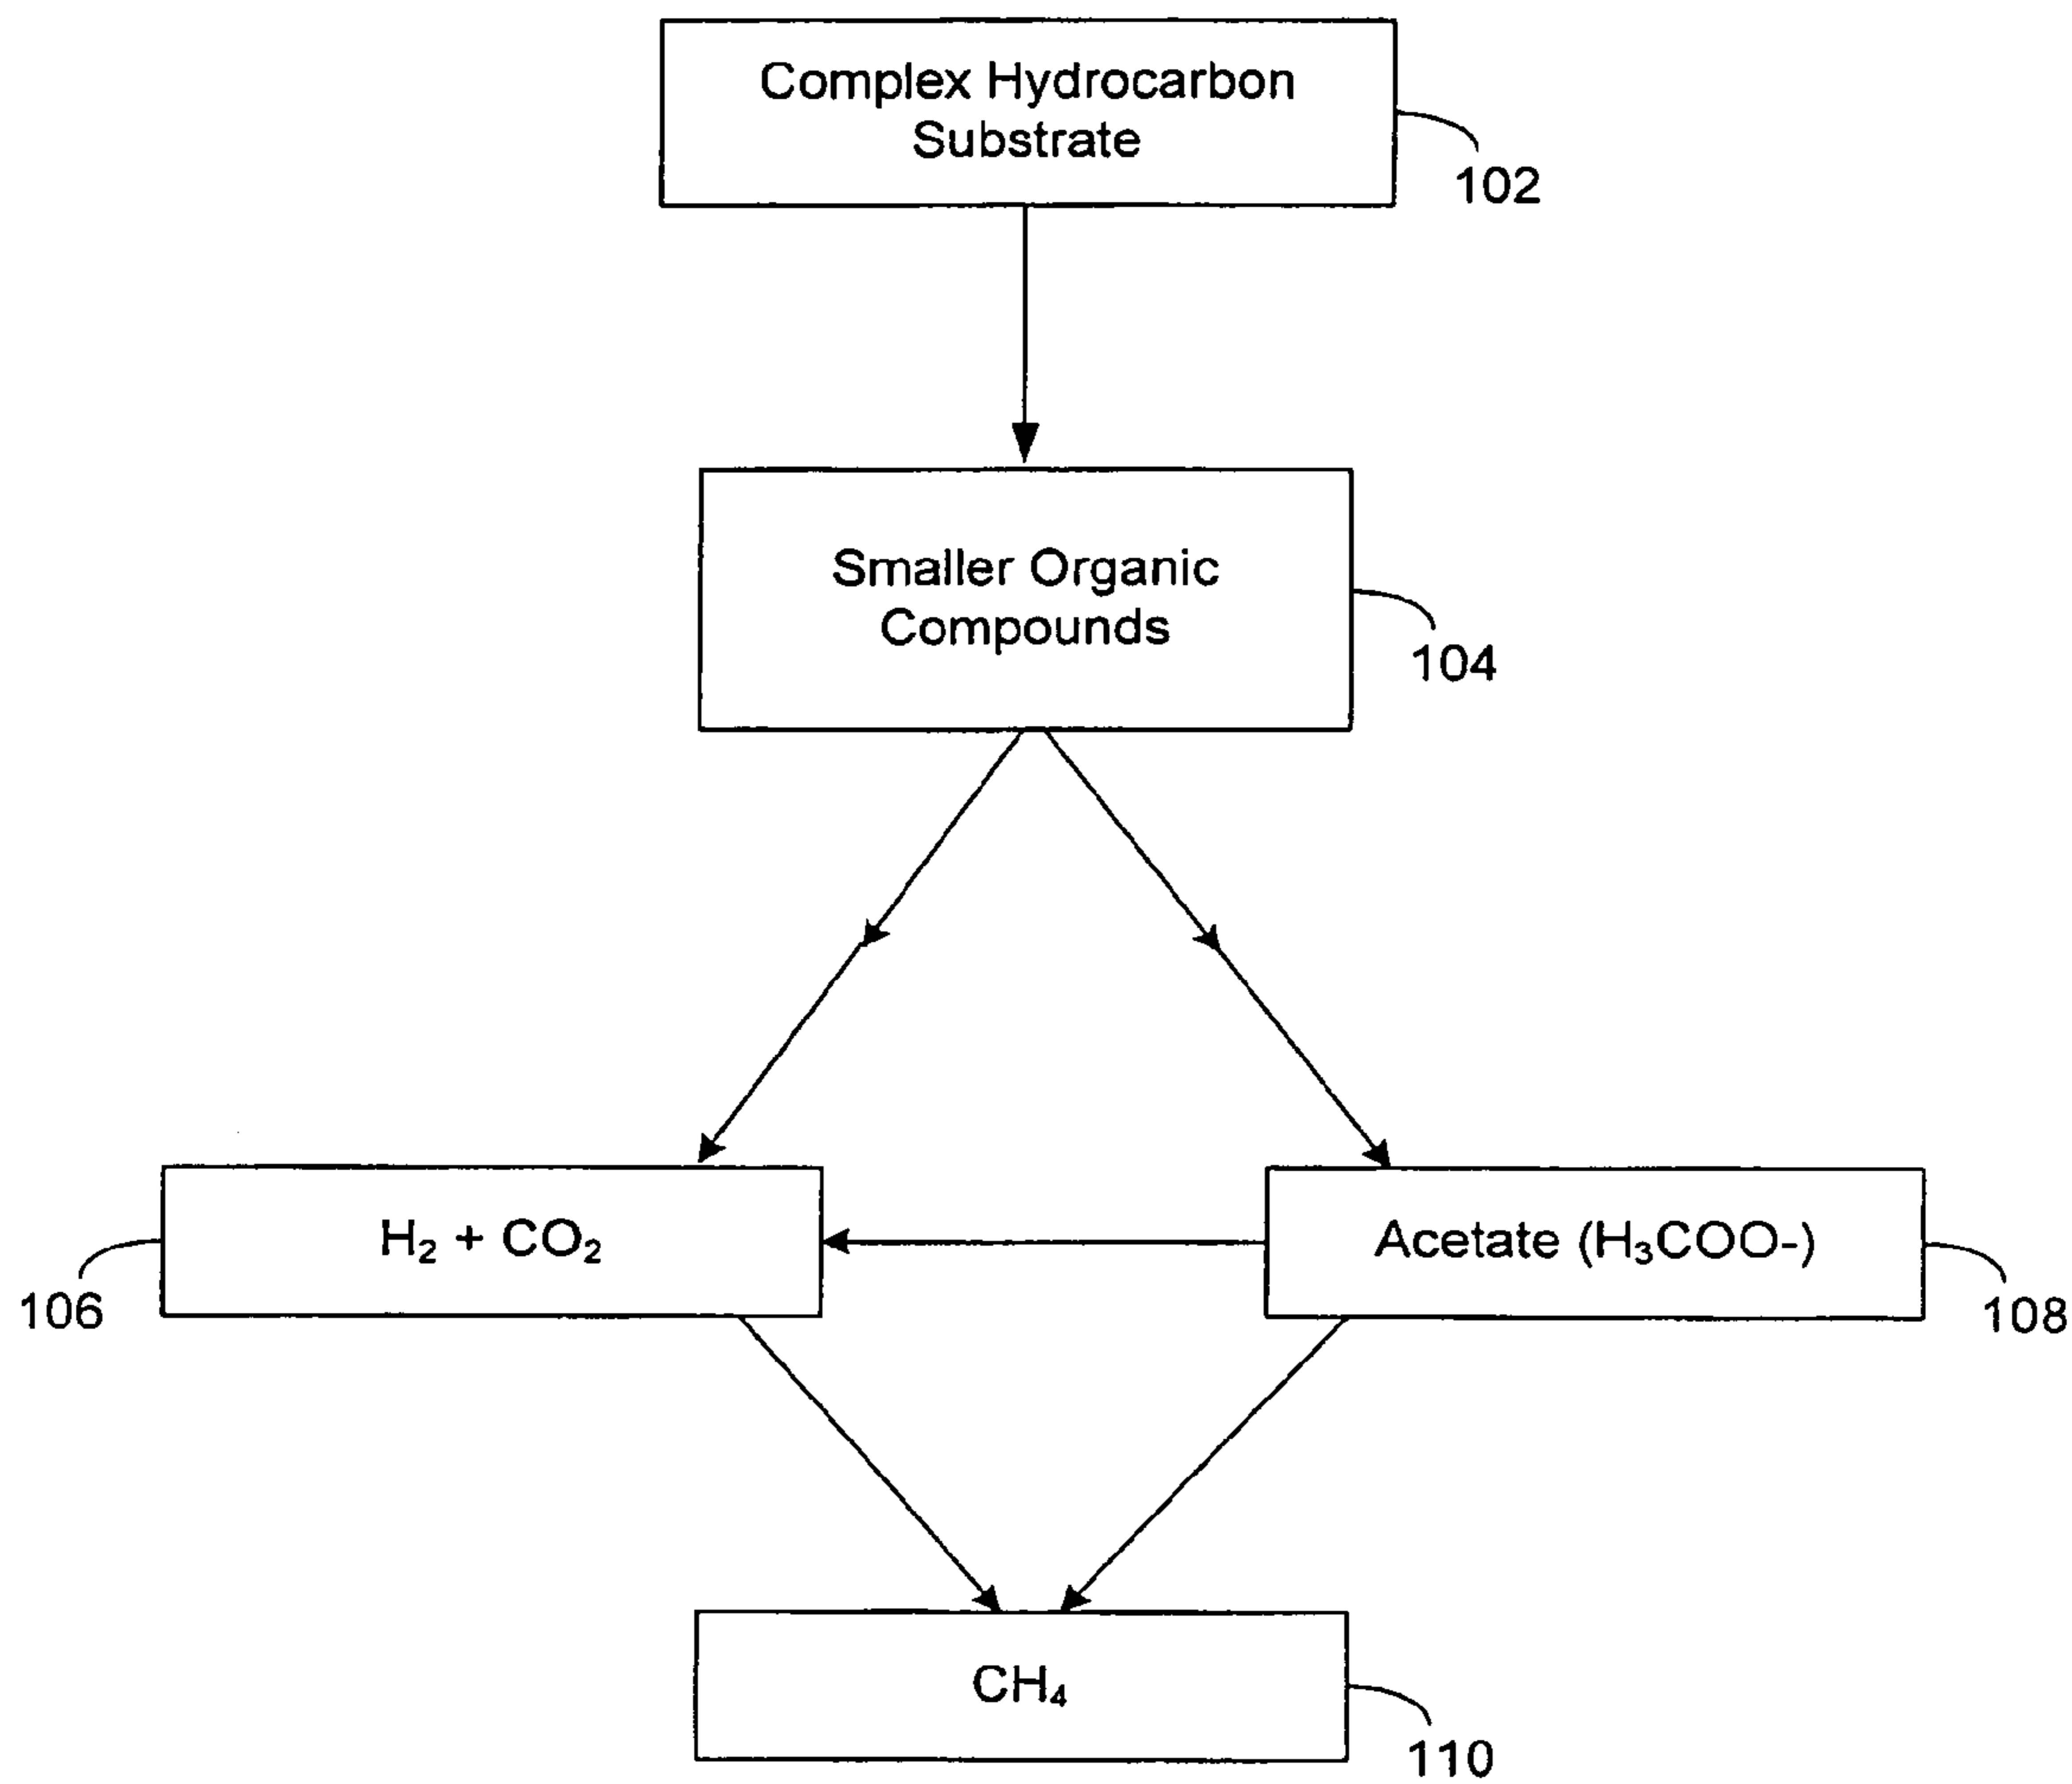 Complex Hydrocarbon
Substrate
102
Smaller Organic
Compounds
104
H₂ + CO₂
106
Acetate (H₃COO-)
108
CH₄
110